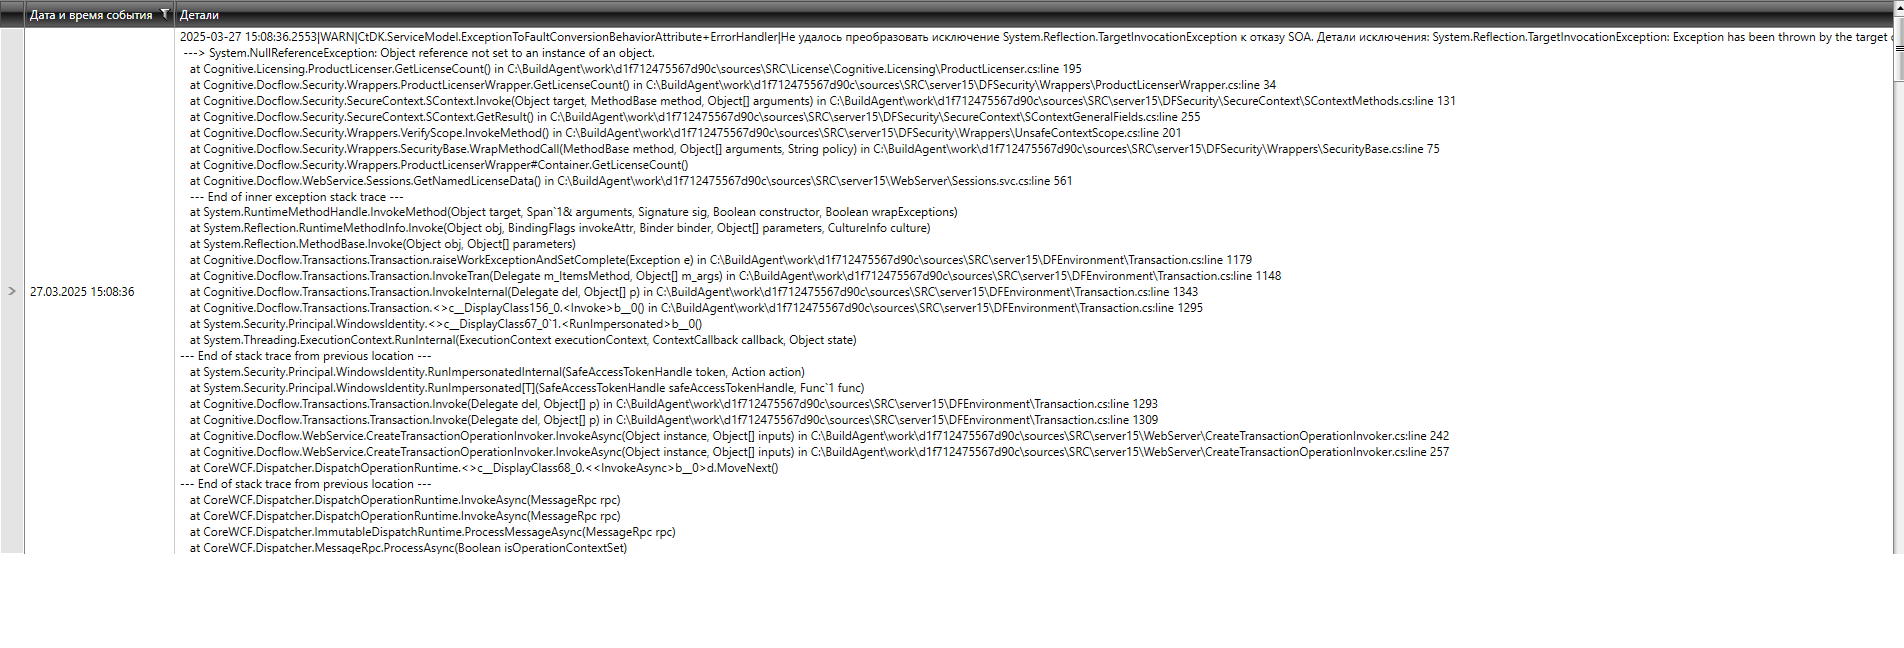 Дата и время события
Детали
2025-03-27 15:08:36.2553|WARN|CtDK.ServiceModel.ExceptionToFaultConversionBehaviorAttribute+ErrorHandler|Не удалось преобразовать исключение System.Reflection.TargetInvocationException к отказу SOA. Детали исключения: System.Reflection.TargetInvocationException: Exception has been thrown by the target
---> System.NullReferenceException: Object reference not set to an instance of an object.
at Cognitive.Licensing.ProductLicenser.GetLicenseCount() in C:\BuildAgent\work\d1f712475567d90c\sources\SRC\License\Cognitive.Licensing\ProductLicenser.cs:line 195
at Cognitive.Docflow.Security.Wrappers.ProductLicenserWrapper.GetLicenseCount() in C:\BuildAgent\work\d1f712475567d90c\sources\SRC\server15\DFSecurity\Wrappers\ProductLicenserWrapper.cs:line 34
at Cognitive.Docflow.Security.SecureContext.SContext.Invoke(Object target, MethodBase method, Object[] arguments) in C:\BuildAgent\work\d1f712475567d90c\sources\SRC\server15\DFSecurity\SecureContext\SContextMethods.cs:line 131
at Cognitive.Docflow.Security.SecureContext.SContext.GetResult() in C:\BuildAgent\work\d1f712475567d90c\sources\SRC\server15\DFSecurity\SecureContext\SContextGeneralFields.cs:line 255
at Cognitive.Docflow.Security.Wrappers.VerifyScope.InvokeMethod() in C:\BuildAgent\work\d1f712475567d90c\sources\SRC\server15\DFSecurity\Wrappers\UnsafeContextScope.cs:line 201
at Cognitive.Docflow.Security.Wrappers.SecurityBase.WrapMethodCall(MethodBase method, Object[] arguments, String policy) in C:\BuildAgent\work\d1f712475567d90c\sources\SRC\server15\DFSecurity\Wrappers\SecurityBase.cs:line 75
at Cognitive.Docflow.Security.Wrappers.ProductLicenserWrapper#Container.GetLicenseCount()
at Cognitive.Docflow.WebService.Sessions.GetNamedLicenseData() in C:\BuildAgent\work\d1f712475567d90c\sources\SRC\server15\WebServer\Sessions.svc.cs:line 561
--- End of inner exception stack trace ---
at System.RuntimeMethodHandle.InvokeMethod(Object target, Span`1& arguments, Signature sig, Boolean constructor, Boolean wrapExceptions)
at System.Reflection.RuntimeMethodInfo.Invoke(Object obj, BindingFlags invokeAttr, Binder binder, Object[] parameters, CultureInfo culture)
at System.Reflection.MethodBase.Invoke(Object obj, Object[] parameters)
at Cognitive.Docflow.Transactions.Transaction.raiseWorkExceptionAndSetComplete(Exception e) in C:\BuildAgent\work\d1f712475567d90c\sources\SRC\server15\DFEnvironment\Transaction.cs:line 1179
at Cognitive.Docflow.Transactions.Transaction.InvokeTran(Delegate m_ItemsMethod, Object[] m_args) in C:\BuildAgent\work\d1f712475567d90c\sources\SRC\server15\DFEnvironment\Transaction.cs:line 1148
27.03.2025 15:08:36
at Cognitive.Docflow.Transactions.Transaction.InvokeInternal(Delegate del, Object[] p) in C:\BuildAgent\work\d1f712475567d90c\sources\SRC\server15\DFEnvironment\Transaction.cs:line 1343
at Cognitive.Docflow.Transactions.Transaction.<>c__DisplayClass156_0.<Invoke>b__0() in C:\BuildAgent\work\d1f712475567d90c\sources\SRC\server15\DFEnvironment\Transaction.cs:line 1295
at System.Security.Principal.WindowsIdentity.<>c__DisplayClass67_0`1.<RunImpersonated>b__0()
at System.Threading.ExecutionContext.RunInternal(ExecutionContext executionContext, ContextCallback callback, Object state)
--- End of stack trace from previous location ---
at System.Security.Principal.WindowsIdentity.RunImpersonatedInternal(SafeAccessTokenHandle token, Action action)
at System.Security.Principal.WindowsIdentity.RunImpersonated[T](SafeAccessTokenHandle safeAccessTokenHandle, Func`1 func)
at Cognitive.Docflow.Transactions.Transaction.Invoke(Delegate del, Object[] p) in C:\BuildAgent\work\d1f712475567d90c\sources\SRC\server15\DFEnvironment\Transaction.cs:line 1293
at Cognitive.Docflow.Transactions.Transaction.Invoke(Delegate del, Object[] p) in C:\BuildAgent\work\d1f712475567d90c\sources\SRC\server15\DFEnvironment\Transaction.cs:line 1309
at Cognitive.Docflow.WebService.CreateTransactionOperationInvoker.InvokeAsync(Object instance, Object[] inputs) in C:\BuildAgent\work\d1f712475567d90c\sources\SRC\server15\WebServer\CreateTransactionOperationInvoker.cs:line 242
at Cognitive.Docflow.WebService.CreateTransactionOperationInvoker.InvokeAsync(Object instance, Object[] inputs) in C:\BuildAgent\work\d1f712475567d90c\sources\SRC\server15\WebServer\CreateTransactionOperationInvoker.cs:line 257
at CoreWCF.Dispatcher.DispatchOperationRuntime.<>c__DisplayClass68_0.<<InvokeAsync>b__0>d.MoveNext()
--- End of stack trace from previous location ---
at CoreWCF.Dispatcher.DispatchOperationRuntime.InvokeAsync(MessageRpc rpc)
at CoreWCF.Dispatcher.DispatchOperationRuntime.InvokeAsync(MessageRpc rpc)
at CoreWCF.Dispatcher.ImmutableDispatchRuntime.ProcessMessageAsync(MessageRpc rpc)
at CoreWCF.Dispatcher.MessageRpc.ProcessAsync(Boolean isOperationContextSet)